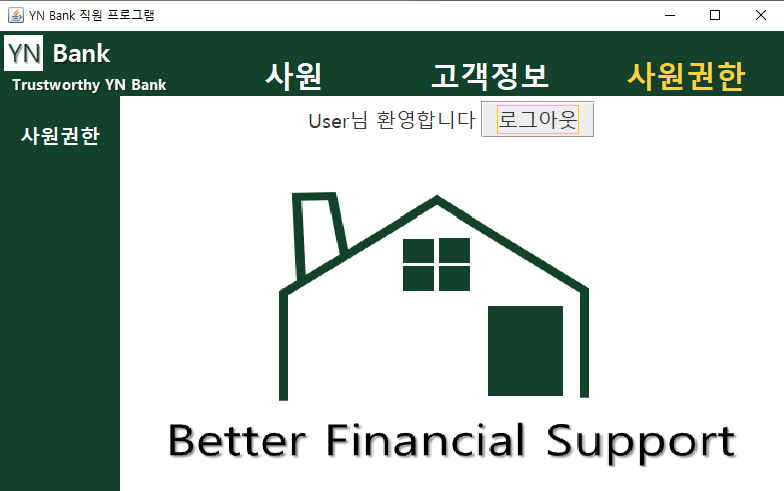 YN Bank 직원 프로그램
YN Bank
Trustworthy YN Bank
사원 고객정보 사원권한
사원권한
User님 환영합니다 로그아웃
Better Financial Support